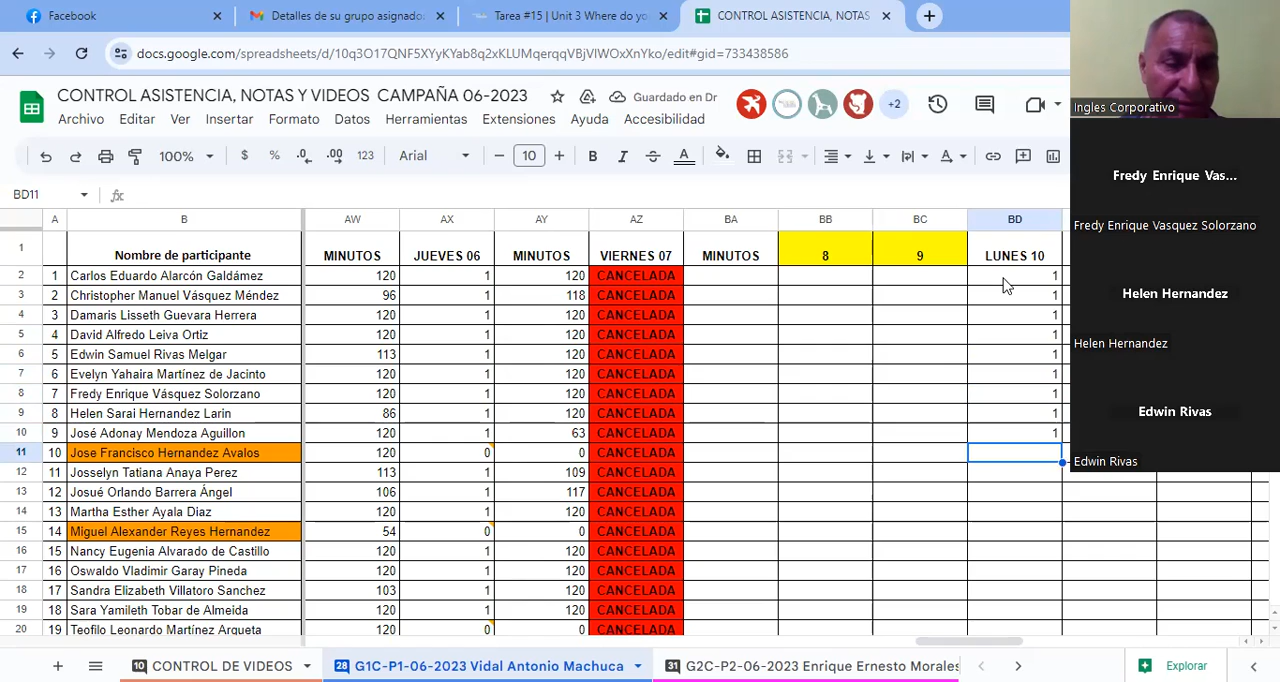 Facebook
Detalles de su grupo asignado
Tarea #15 | Unit 3 Where do yo
CONTROL ASISTENCIA, NOTAS
docs.google.com/spreadsheets/d/10q3O17QNF5XYyKYab8q2xKLUMqerqqVBjVIWOxXnYko/edit#gid=733438586
CONTROL ASISTENCIA, NOTAS Y VIDEOS CAMPAÑA 06-2023
Guardado en Dr
+2
Archivo Editar Ver Insertar Formato Datos Herramientas Extensiones Ayuda Accesibilidad
100% $ % .0 .00 123 Arial 10 B I A
BD11 fx
A B AW AX AY AZ BA BB BC BD
1 Nombre de participante MINUTOS JUEVES 06 MINUTOS VIERNES 07 MINUTOS 8 9 LUNES 10
2 1 Carlos Eduardo Alarcón Galdámez 120 1 120 CANCELADA 1
3 2 Christopher Manuel Vásquez Méndez 96 1 118 CANCELADA 1
4 3 Damaris Lisseth Guevara Herrera 120 1 120 CANCELADA 1
5 4 David Alfredo Leiva Ortiz 120 1 120 CANCELADA 1
6 5 Edwin Samuel Rivas Melgar 113 1 120 CANCELADA 1
7 6 Evelyn Yahaira Martínez de Jacinto 120 1 120 CANCELADA 1
8 7 Fredy Enrique Vásquez Solorzano 120 1 120 CANCELADA 1
9 8 Helen Sarai Hernandez Larin 86 1 120 CANCELADA 1
10 9 José Adonay Mendoza Aguillon 120 1 63 CANCELADA 1
11 10 Jose Francisco Hernandez Avalos 120 0 0 CANCELADA
12 11 Josselyn Tatiana Anaya Perez 113 1 109 CANCELADA
13 12 Josué Orlando Barrera Ángel 106 1 117 CANCELADA
14 13 Martha Esther Ayala Diaz 120 1 120 CANCELADA
15 14 Miguel Alexander Reyes Hernandez 54 0 0 CANCELADA
16 15 Nancy Eugenia Alvarado de Castillo 120 1 120 CANCELADA
17 16 Oswaldo Vladimir Garay Pineda 120 1 120 CANCELADA
18 17 Sandra Elizabeth Villatoro Sanchez 103 1 120 CANCELADA
19 18 Sara Yamileth Tobar de Almeida 120 1 120 CANCELADA
20 19 Teofilo Leonardo Martínez Argueta 120 0 0 CANCELADA
10 CONTROL DE VIDEOS 28 G1C-P1-06-2023 Vidal Antonio Machuca 31 G2C-P2-06-2023 Enrique Ernesto Morales Explorar
Ingles Corporativo
Fredy Enrique Vas...
Fredy Enrique Vasquez Solorzano
Helen Hernandez
Helen Hernandez
Edwin Rivas
Edwin Rivas